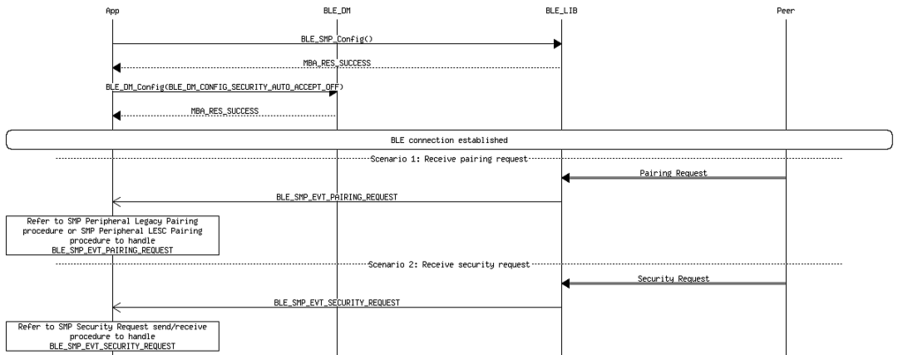 App
BLE_DM
BLE_LIB
Peer
BLE_SMP_Config()
MBA_RES_SUCCESS
BLE_DM_Config(BLE_DM_CONFIG_SECURITY_AUTO_ACCEPT_OFF)
MBA_RES_SUCCESS
BLE connection established
Scenario 1: Receive pairing request
Pairing Request
BLE_SMP_EVT_PAIRING_REQUEST
Refer to SMP Peripheral Legacy Pairing
procedure or SMP Peripheral LESC Pairing
procedure to handle
BLE_SMP_EVT_PAIRING_REQUEST
Scenario 2: Receive security request
Security Request
BLE_SMP_EVT_SECURITY_REQUEST
Refer to SMP Security Request send/receive
procedure to handle
BLE_SMP_EVT_SECURITY_REQUEST